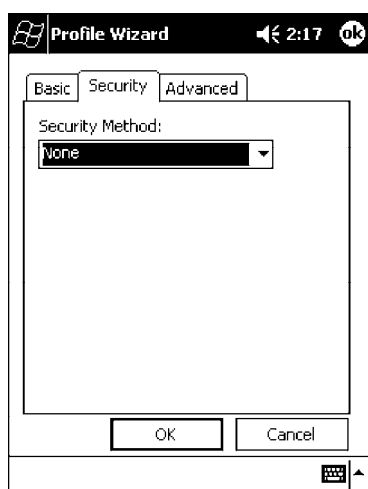 Profile Wizard 2:17 ok
Basic Security Advanced
Security Method:
None
OK Cancel